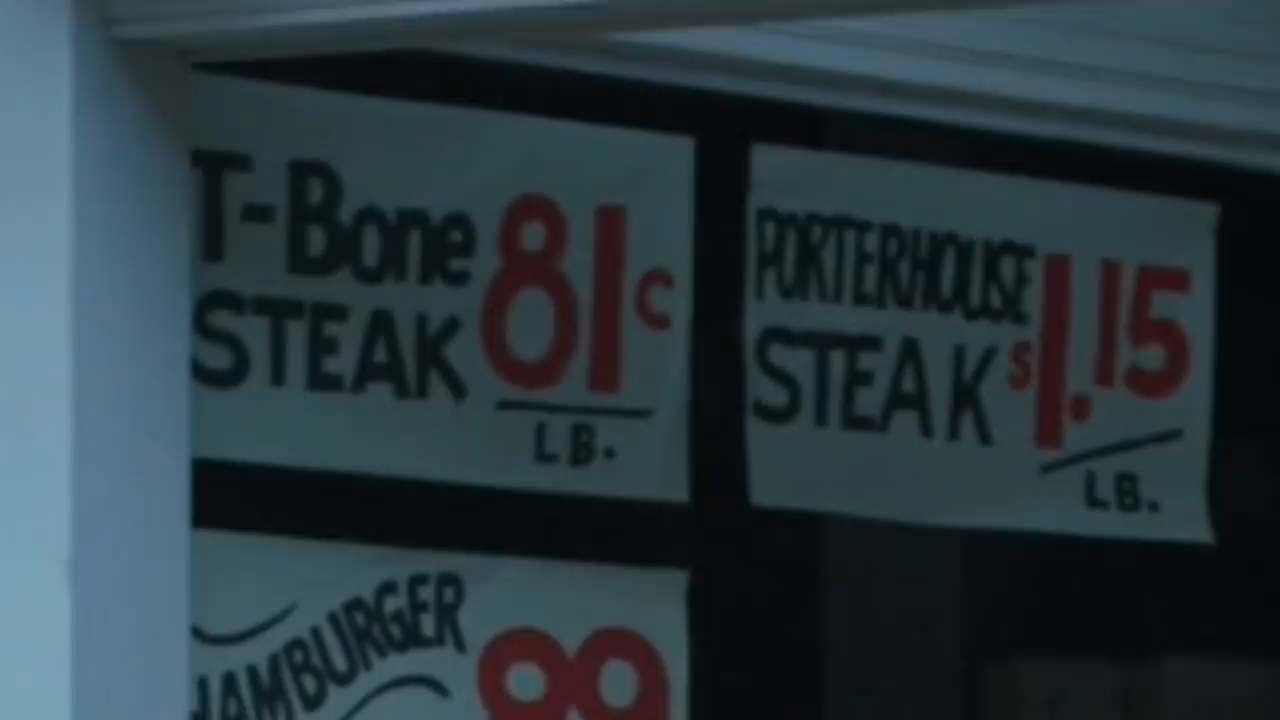 T-Bone
STEAK
81c
LB.
PORTERHOUSE
STEAK
$1.15
LB.
HAMBURGER